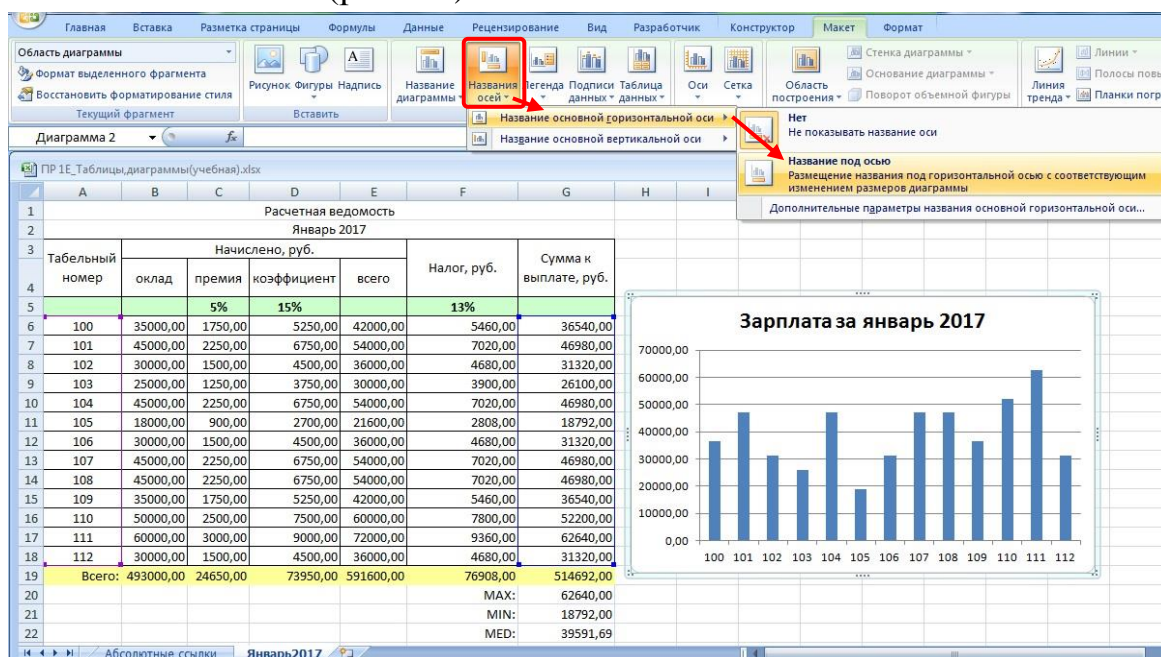 Главная Вставка Разметка страницы Формулы Данные Рецензирование Вид Разработчик Конструктор Макет Формат
Область диаграммы
Формат выделенного фрагмента
Восстановить форматирование стиля
Текущий фрагмент
Рисунок Фигуры Надпись
Вставить
Название диаграммы
Названия осей
Легенда
Подписи данных
Таблица данных
Оси
Сетка
Область построения
Стенка диаграммы
Основание диаграммы
Поворот объемной фигуры
Линия тренда
Линии
Полосы повы
Планки погр
Название основной горизонтальной оси
Название основной вертикально оси
Нет
Не показывать название оси
Название под осью
Размещение названия под горизонтальной осью с соответствующим
изменением размеров диаграммы
Дополнительные параметры названия основной горизонтальной оси...
Диаграмма 2 fx
ПР 1Е_Таблицы,диаграммы(учебная).xlsx
A B C D E F G H I
1 Расчетная ведомость
2 Январь 2017
3 Табельный номер Начислено, руб. Налог, руб. Сумма к выплате, руб.
4 оклад премия коэффициент всего
5 5% 15% 13%
6 100 35000,00 1750,00 5250,00 42000,00 5460,00 36540,00
7 101 45000,00 2250,00 6750,00 54000,00 7020,00 46980,00
8 102 30000,00 1500,00 4500,00 36000,00 4680,00 31320,00
9 103 25000,00 1250,00 3750,00 30000,00 3900,00 26100,00
10 104 45000,00 2250,00 6750,00 54000,00 7020,00 46980,00
11 105 18000,00 900,00 2700,00 21600,00 2808,00 18792,00
12 106 30000,00 1500,00 4500,00 36000,00 4680,00 31320,00
13 107 45000,00 2250,00 6750,00 54000,00 7020,00 46980,00
14 108 45000,00 2250,00 6750,00 54000,00 7020,00 46980,00
15 109 35000,00 1750,00 5250,00 42000,00 5460,00 36540,00
16 110 50000,00 2500,00 7500,00 60000,00 7800,00 52200,00
17 111 60000,00 3000,00 9000,00 72000,00 9360,00 62640,00
18 112 30000,00 1500,00 4500,00 36000,00 4680,00 31320,00
19 Всего: 493000,00 24650,00 73950,00 591600,00 76908,00 514692,00
20 MAX: 62640,00
21 MIN: 18792,00
22 MED: 39591,69
Зарплата за январь 2017
70000,00
60000,00
50000,00
40000,00
30000,00
20000,00
10000,00
0,00
100 101 102 103 104 105 106 107 108 109 110 111 112
Абсолютные ссылки Январь2017